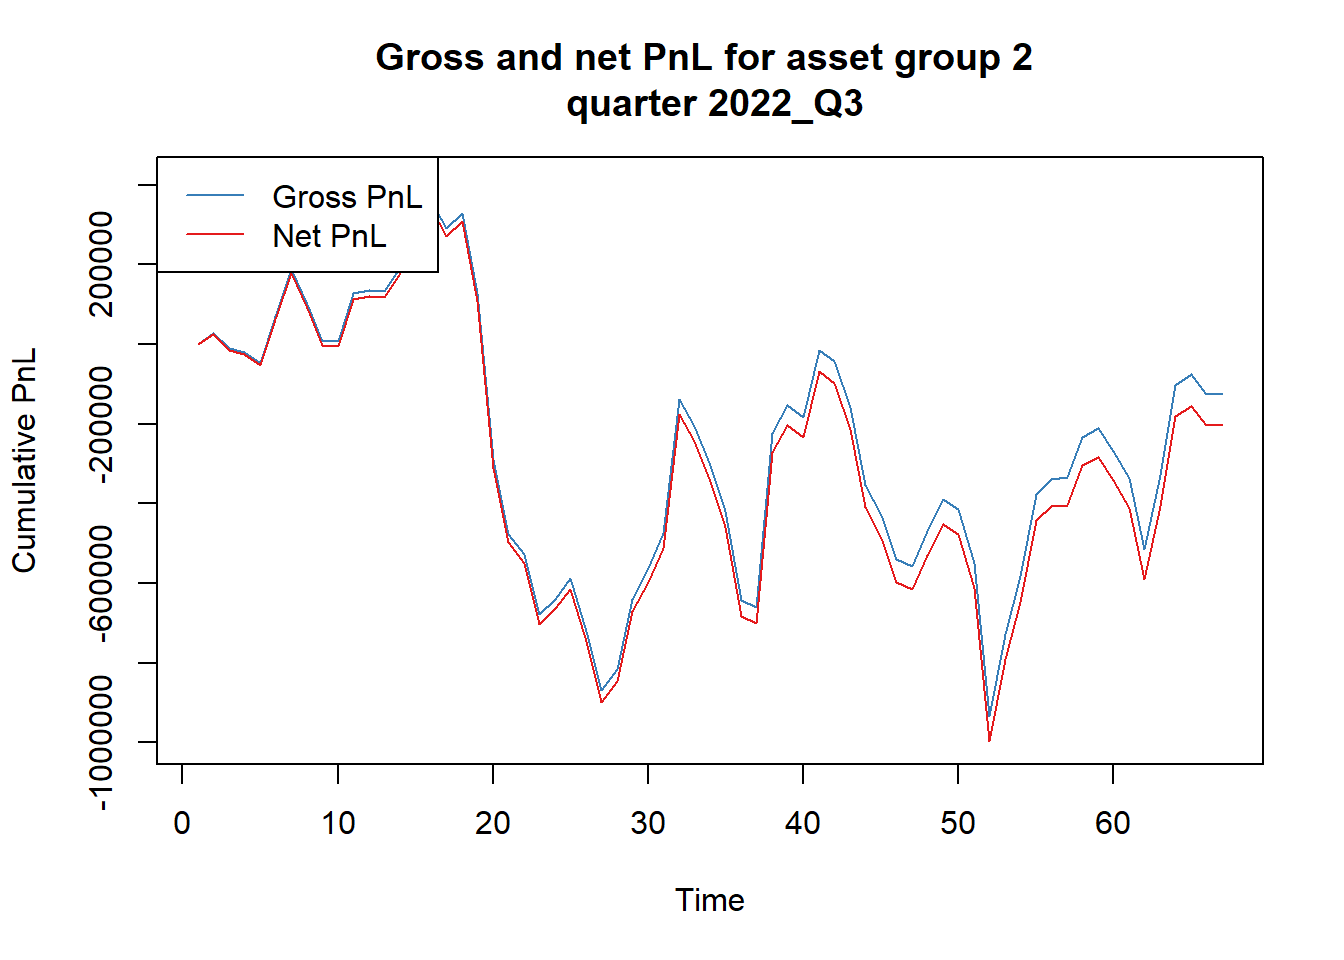 Gross and net PnL for asset group 2
quarter 2022_Q3
Gross PnL
Net PnL
Cumulative PnL
200000
-200000
-600000
-1000000
0 10 20 30 40 50 60
Time